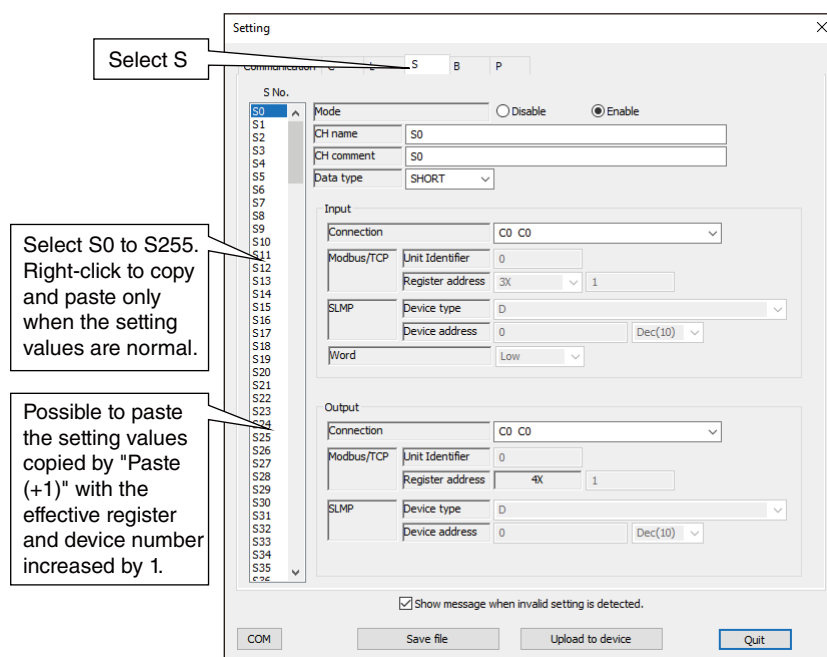 Setting
Select S
Communication C L S B P
S No.
S0
S1
S2
S3
S4
S5
S6
S7
S8
S9
S10
S11
S12
S13
S14
S15
S16
S17
S18
S19
S20
S21
S22
S23
S24
S25
S26
S27
S28
S29
S30
S31
S32
S33
S34
S35
S36
Mode Disable Enable
CH name S0
CH comment S0
Data type SHORT
Input
Connection C0 C0
Modbus/TCP Unit Identifier 0
Register address 3X 1
SLMP Device type D
Device address 0 Dec(10)
Word Low
Output
Connection C0 C0
Modbus/TCP Unit Identifier 0
Register address 4X 1
SLMP Device type D
Device address 0 Dec(10)
Select S0 to S255.
Right-click to copy
and paste only
when the setting
values are normal.
Possible to paste
the setting values
copied by "Paste
(+1)" with the
effective register
and device number
increased by 1.
Show message when invalid setting is detected.
COM Save file Upload to device Quit